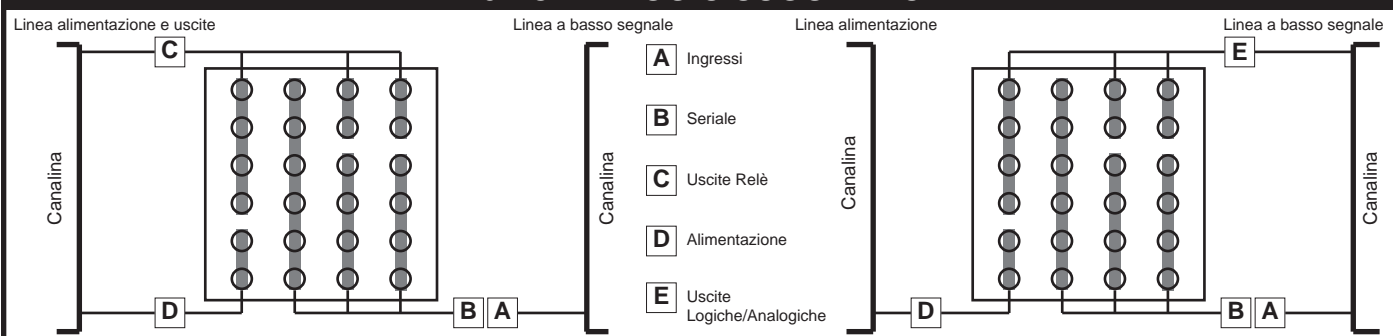 Linea alimentazione e uscite
Linea a basso segnale
C
Canalina
Canalina
D
B A
A Ingressi
B Seriale
C Uscite Relè
D Alimentazione
E Uscite
Logiche/Analogiche
Linea alimentazione
Linea a basso segnale
E
Canalina
Canalina
D
B A